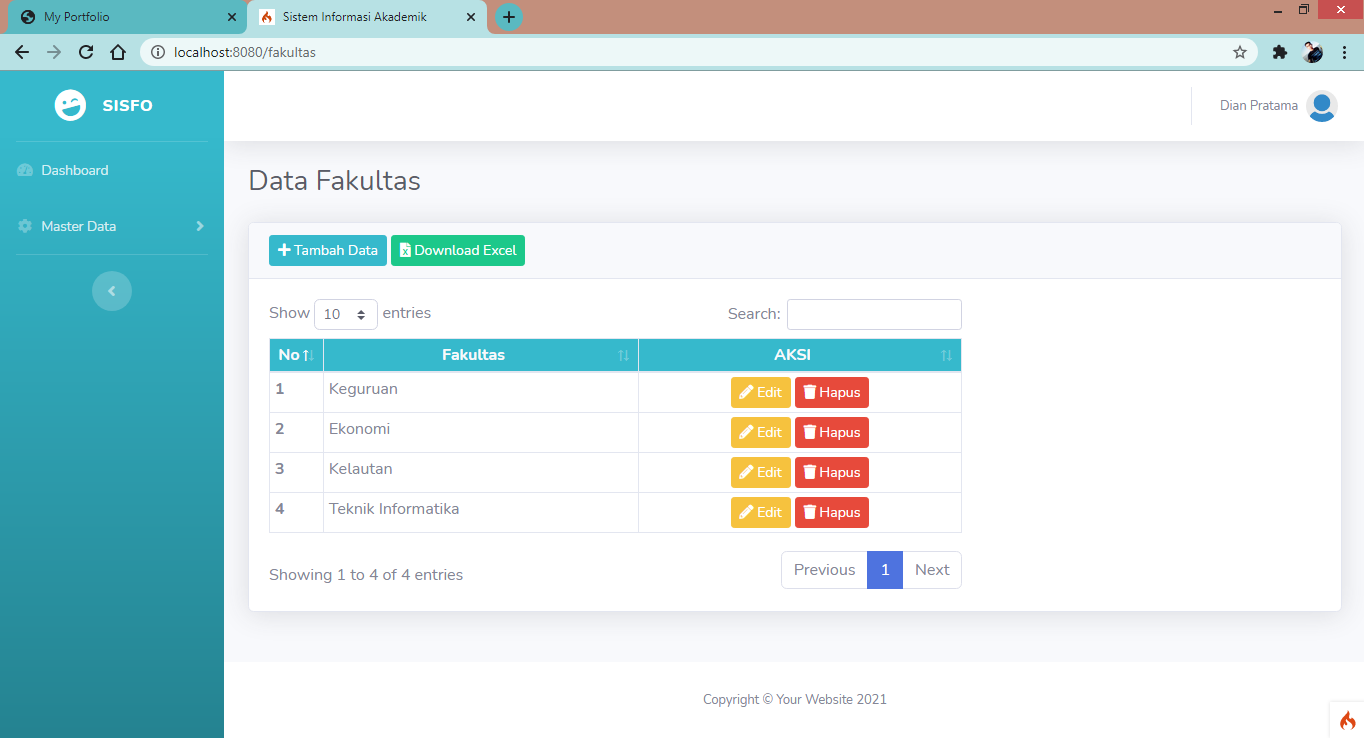 My Portfolio
Sistem Informasi Akademik
localhost:8080/fakultas
SISFO
Dian Pratama
Dashboard
Master Data
Data Fakultas
Tambah Data Download Excel
Show 10 entries Search:
No Fakultas AKSI
1 Keguruan Edit Hapus
2 Ekonomi Edit Hapus
3 Kelautan Edit Hapus
4 Teknik Informatika Edit Hapus
Showing 1 to 4 of 4 entries Previous 1 Next
Copyright © Your Website 2021